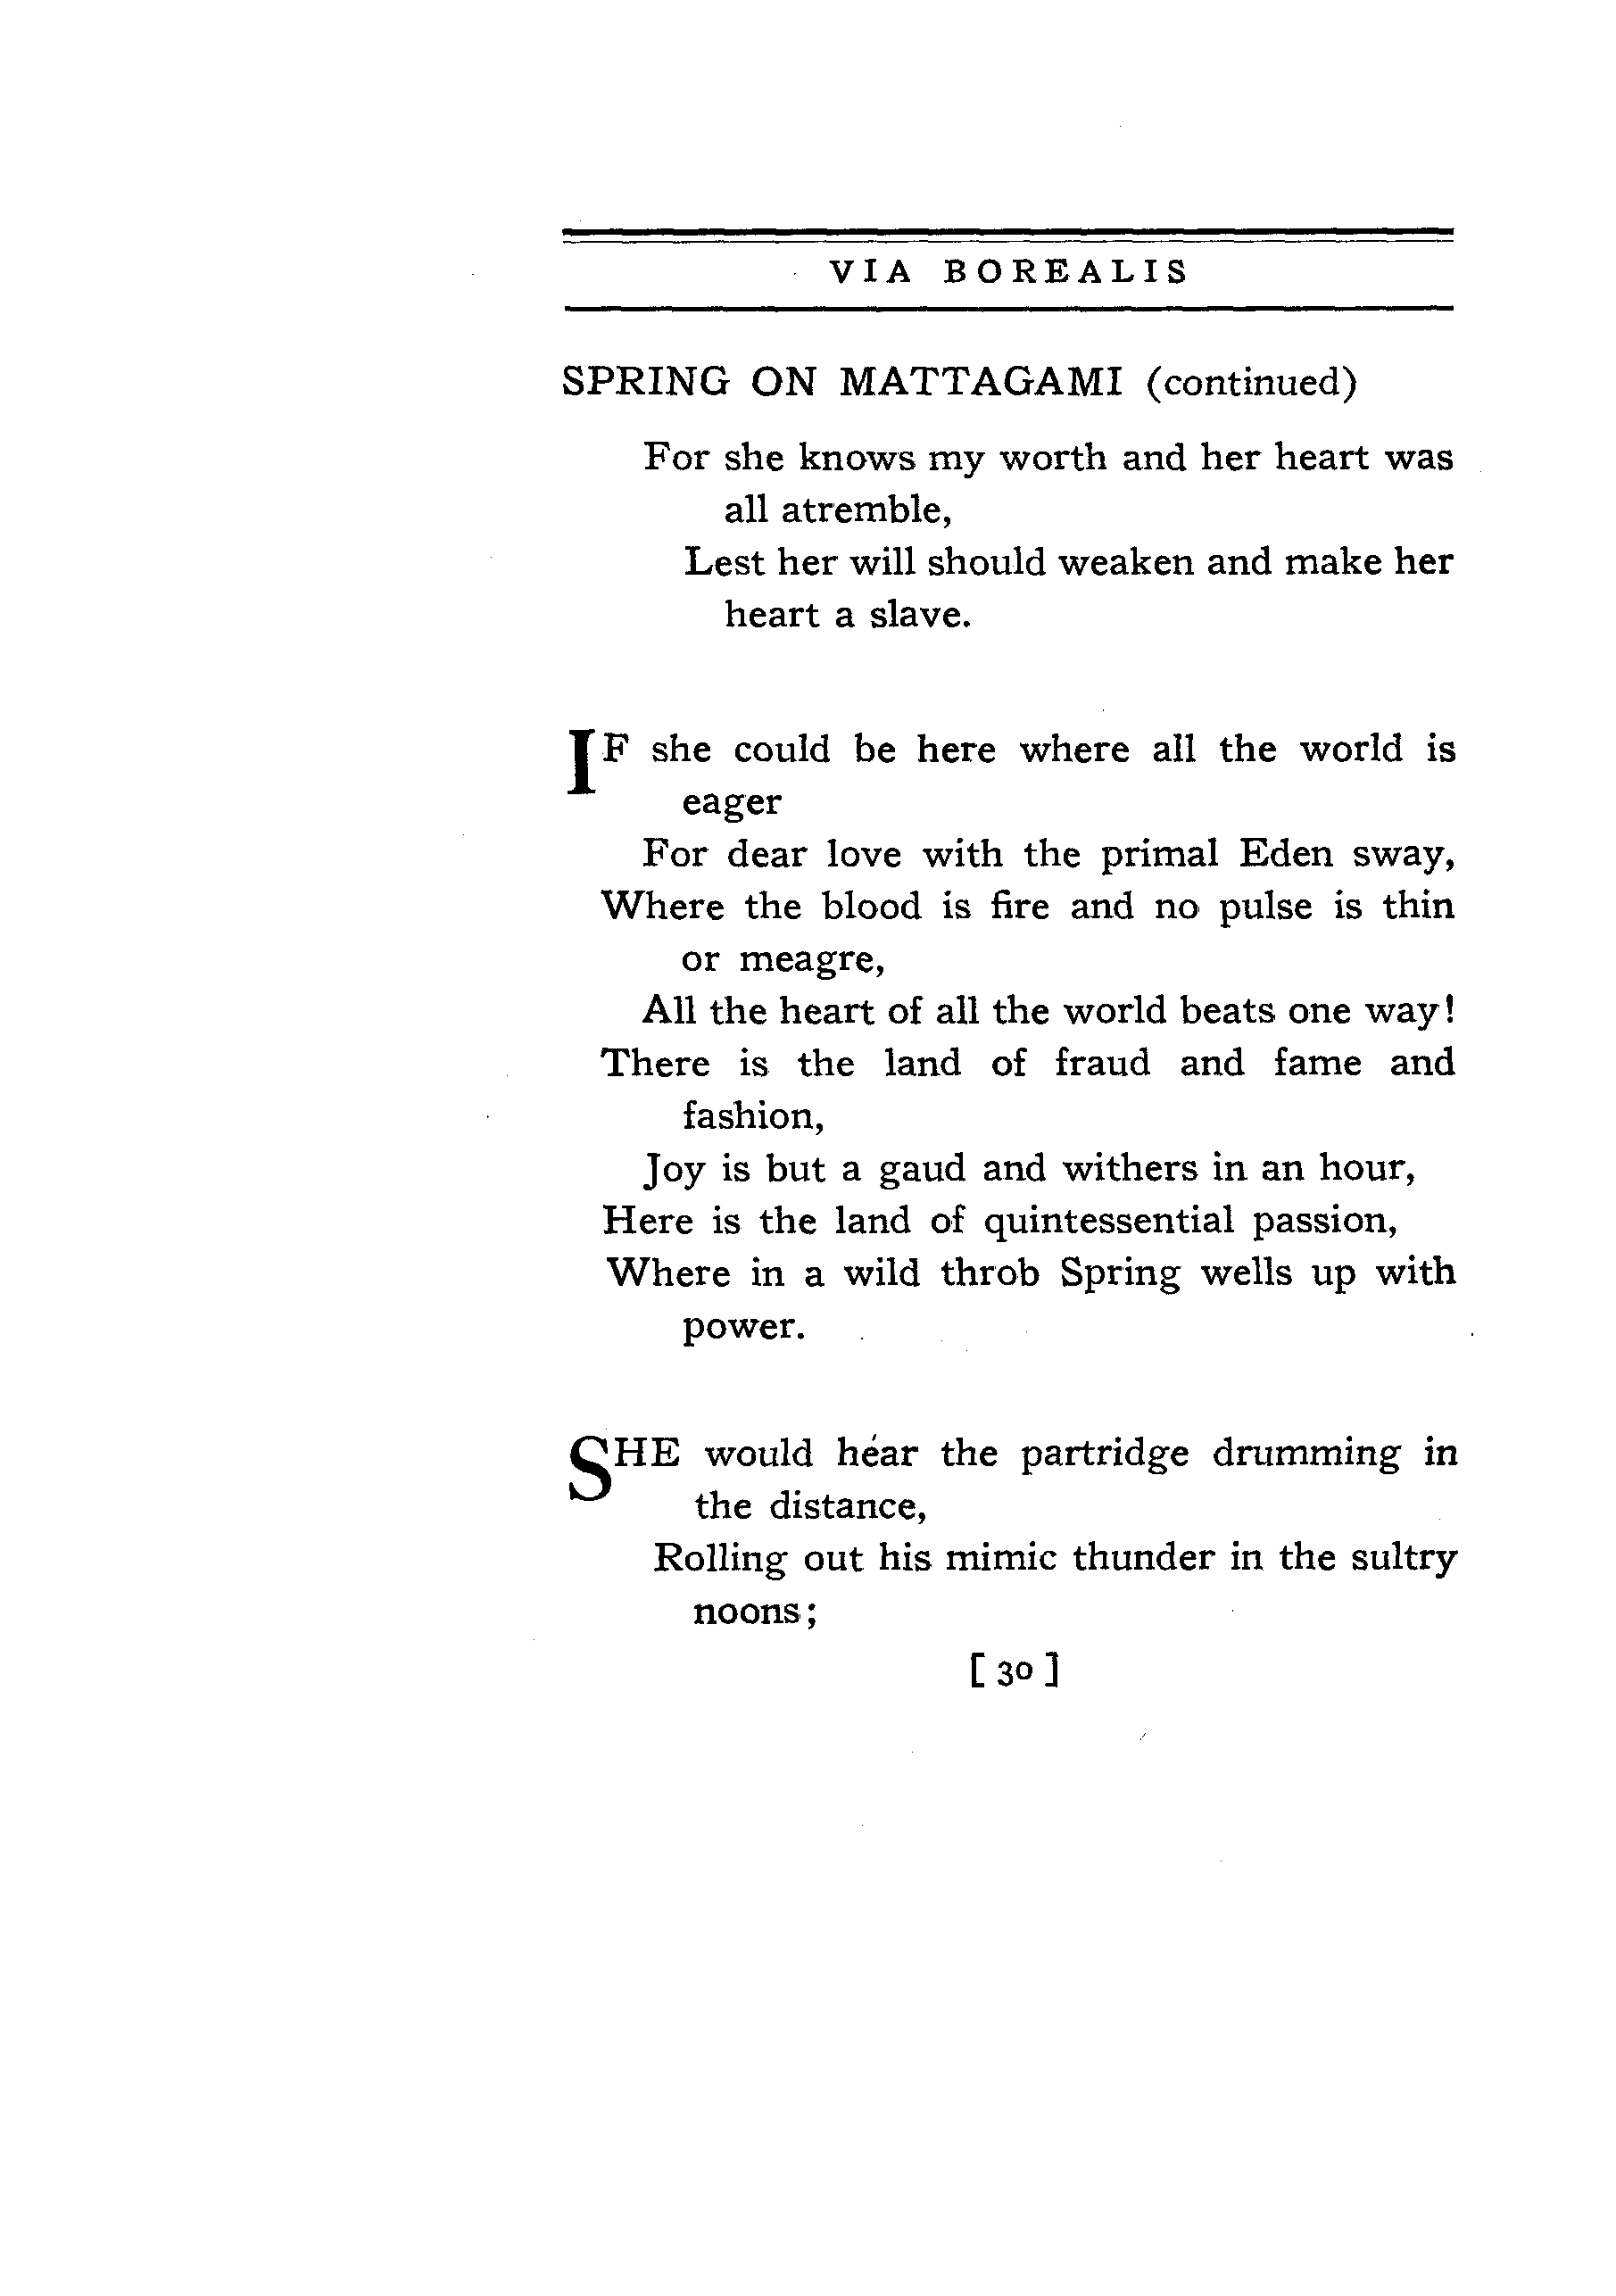 VIA BOREALIS
SPRING ON MATTAGAMI (continued)
For she knows my worth and her heart was
all atremble,
Lest her will should weaken and make her
heart a slave.
IF she could be here where all the world is
eager
For dear love with the primal Eden sway,
Where the blood is fire and no pulse is thin
or meagre,
All the heart of all the world beats one way!
There is the land of fraud and fame and
fashion,
Joy is but a gaud and withers in an hour,
Here is the land of quintessential passion,
Where in a wild throb Spring wells up with
power.
SHE would hear the partridge drumming in
the distance,
Rolling out his mimic thunder in the sultry
noons;
[ 30 ]